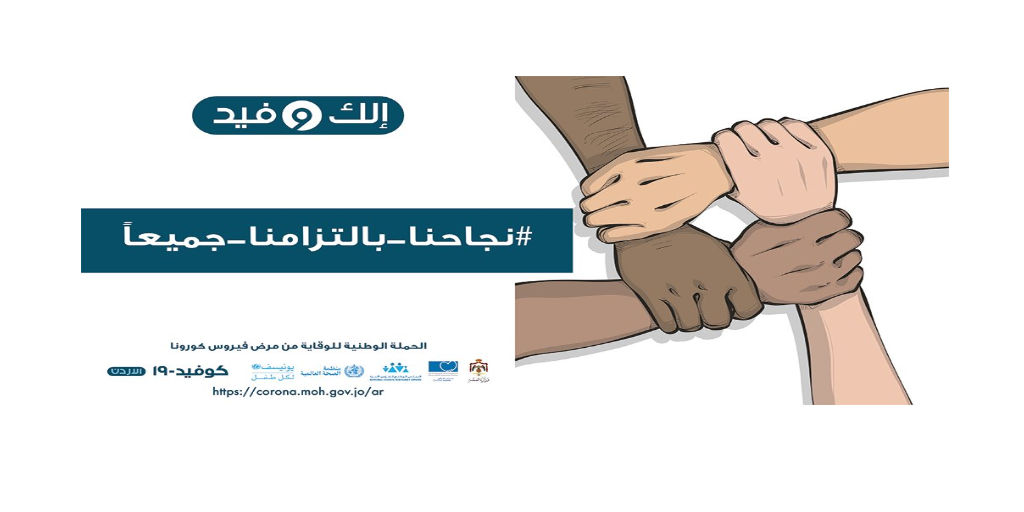 إلك و فيد
#نجاحنا_بالتزامنا_جميعاً
الحملة الوطنية للوقاية من مرض فيروس كورونا
كوفيد-١٩ الأردن
يونيسف
لكل طفل
منظمة
الصحة العالمية
https://corona.moh.gov.jo/ar